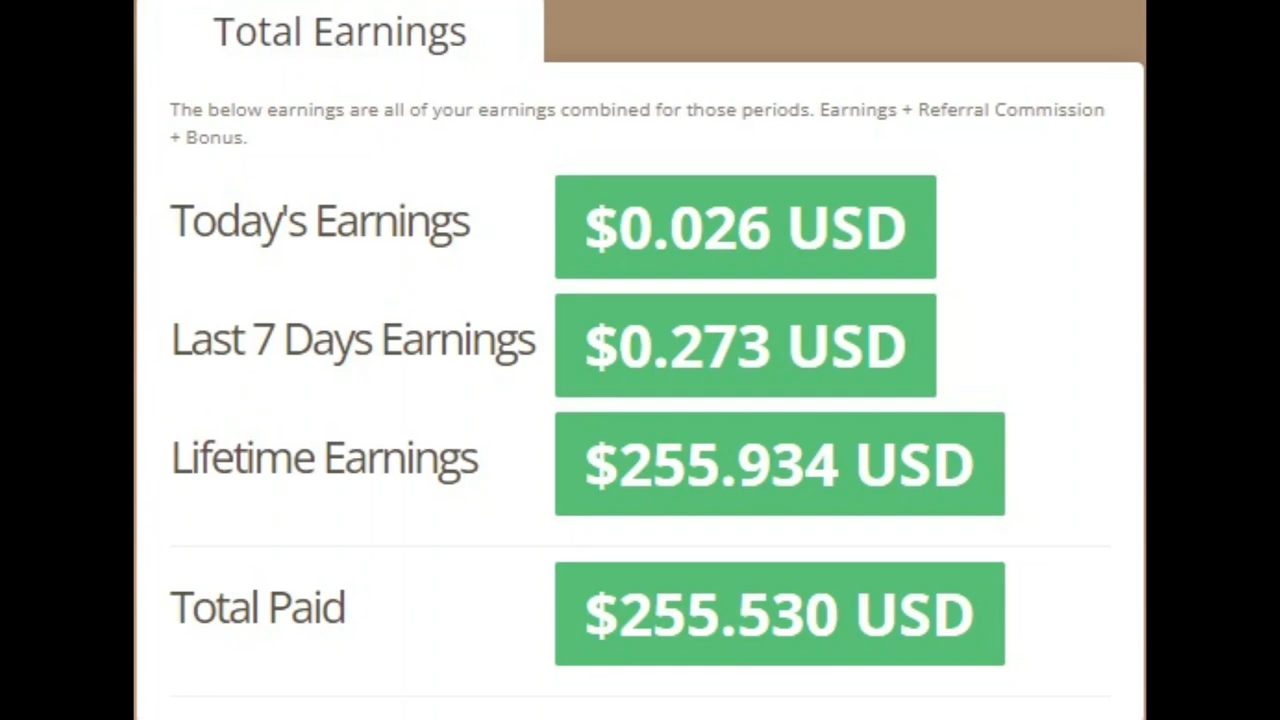 Total Earnings
The below earnings are all of your earnings combined for those periods. Earnings + Referral Commission
+ Bonus.
Today's Earnings $0.026 USD
Last 7 Days Earnings $0.273 USD
Lifetime Earnings $255.934 USD
Total Paid $255.530 USD